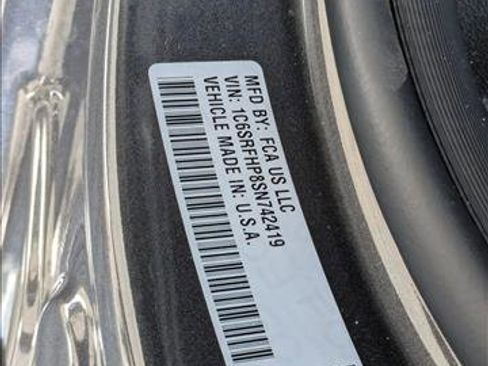 MFD BY: FCA US LLC
VIN: 1C6SRFHP8SN742419
VEHICLE MADE IN: U.S.A.